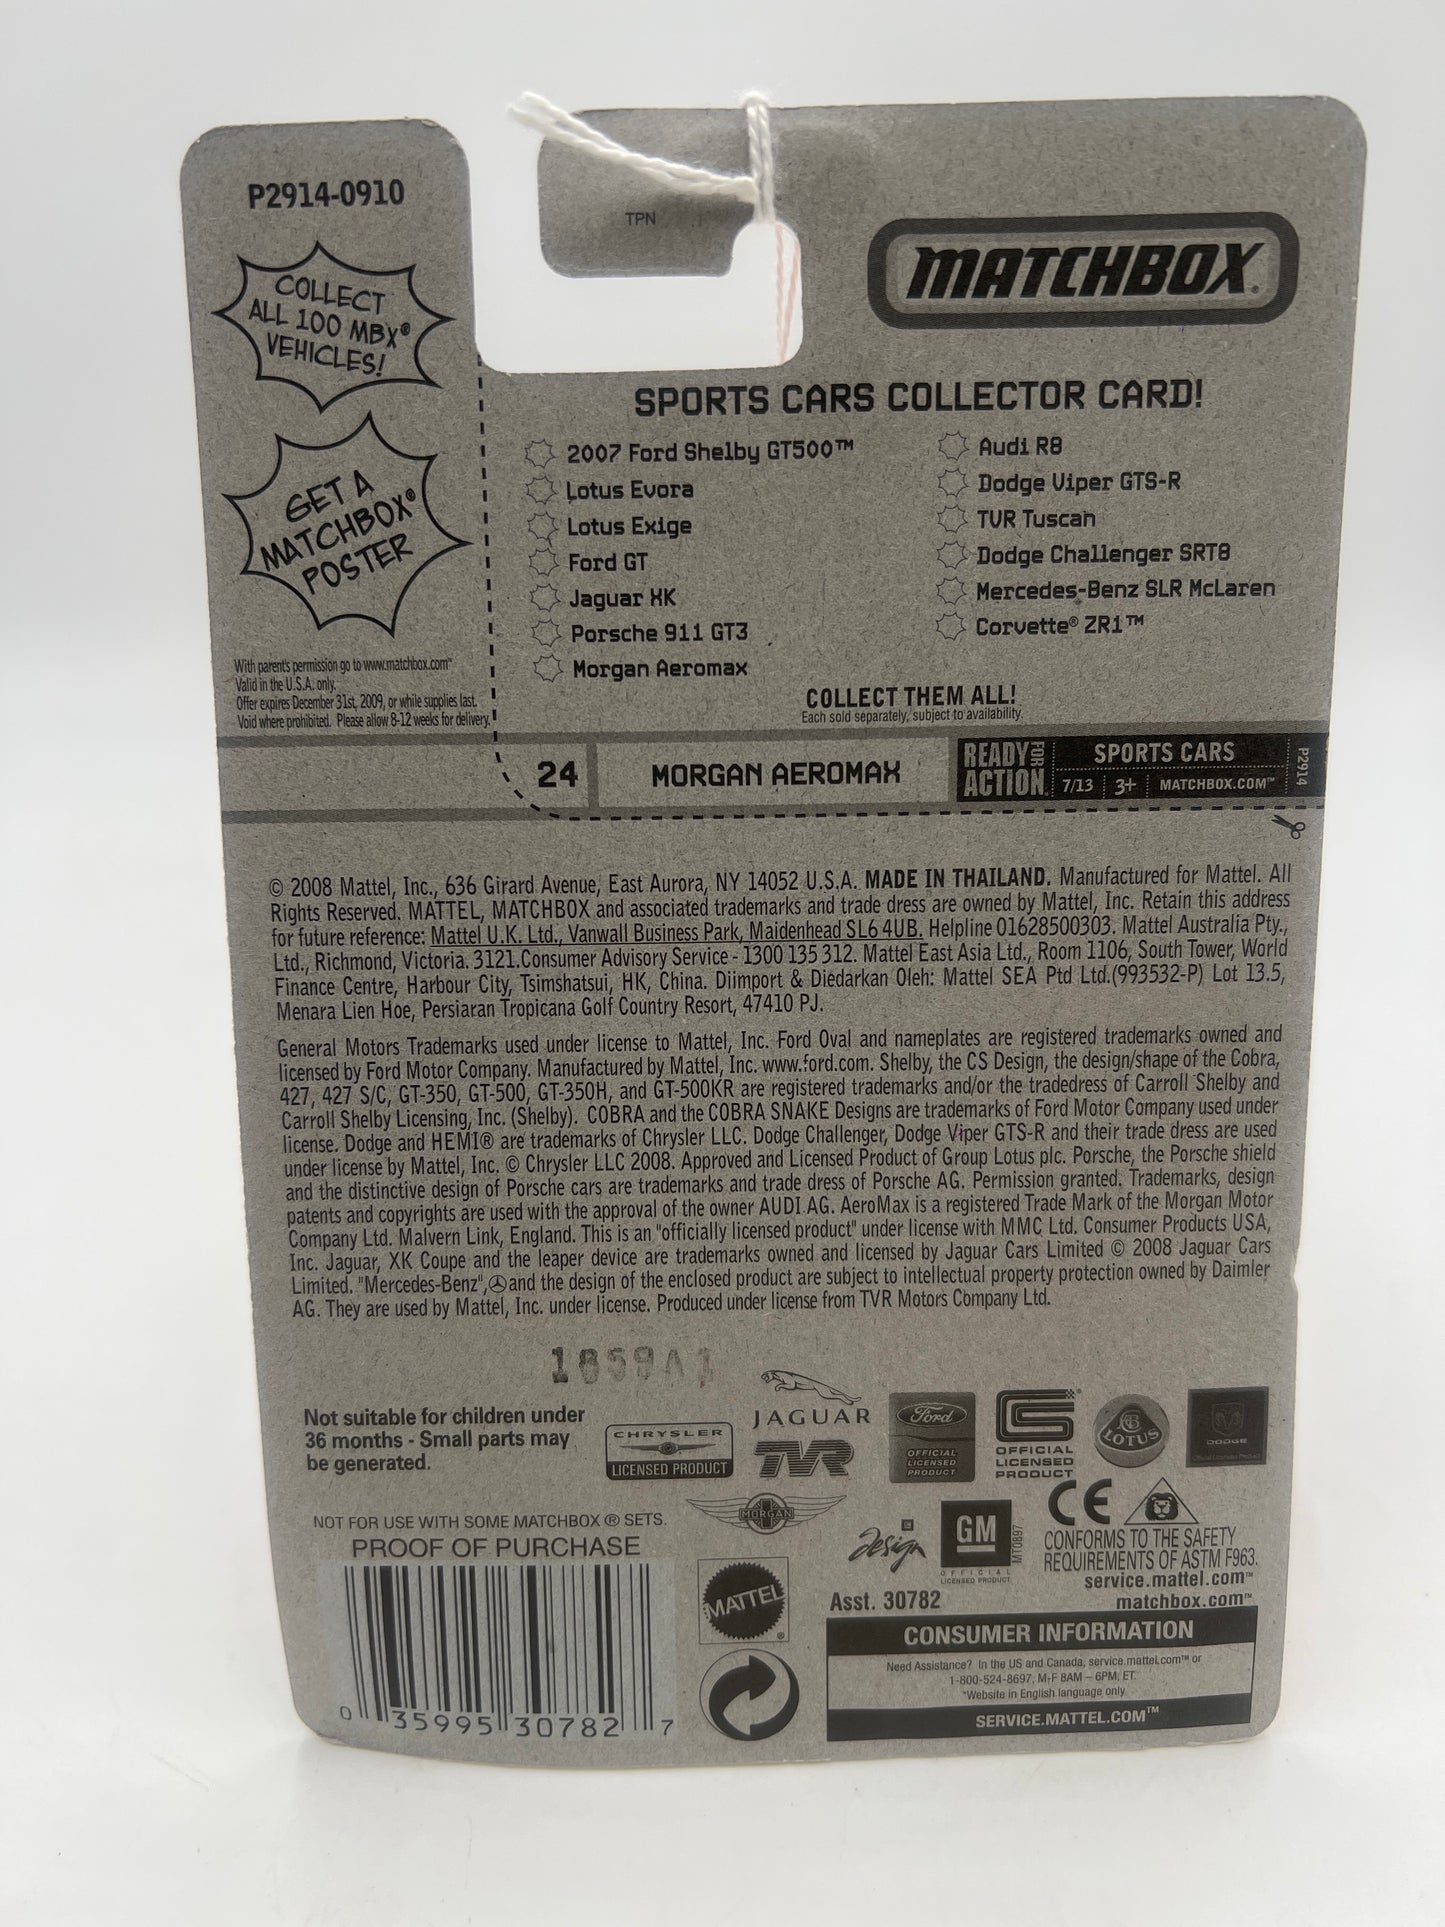 P2914-0910
TPN
COLLECT
ALL 100 MBX®
VEHICLES!
GET A
MATCHBOX®
POSTER
With parent's permission go to www.matchbox.com™
Valid in the U.S.A. only.
Offer expires December 31st, 2009, or while supplies last.
Void where prohibited. Please allow 8-12 weeks for delivery.
MATCHBOX®
SPORTS CARS COLLECTOR CARD!
2007 Ford Shelby GT500™
Lotus Evora
Lotus Exige
Ford GT
Jaguar XK
Porsche 911 GT3
Morgan Aeromax
Audi R8
Dodge Viper GTS-R
TVR Tuscan
Dodge Challenger SRT8
Mercedes-Benz SLR McLaren
Corvette® ZR1™
COLLECT THEM ALL!
Each sold separately, subject to availability.
24
MORGAN AEROMAX
READY FOR ACTION
SPORTS CARS
7/13 3+ MATCHBOX.COM™
P2914
© 2008 Mattel, Inc., 636 Girard Avenue, East Aurora, NY 14052 U.S.A. MADE IN THAILAND. Manufactured for Mattel. All
Rights Reserved. MATTEL, MATCHBOX and associated trademarks and trade dress are owned by Mattel, Inc. Retain this address
for future reference: Mattel U.K. Ltd., Vanwall Business Park, Maidenhead SL6 4UB. Helpline 01628500303. Mattel Australia Pty.,
Ltd., Richmond, Victoria. 3121.Consumer Advisory Service - 1300 135 312. Mattel East Asia Ltd., Room 1106, South Tower, World
Finance Centre, Harbour City, Tsimshatsui, HK, China. Diimport & Diedarkan Oleh: Mattel SEA Ptd Ltd.(993532-P) Lot 13.5,
Menara Lien Hoe, Persiaran Tropicana Golf Country Resort, 47410 PJ.
General Motors Trademarks used under license to Mattel, Inc. Ford Oval and nameplates are registered trademarks owned and
licensed by Ford Motor Company. Manufactured by Mattel, Inc. www.ford.com. Shelby, the CS Design, the design/shape of the Cobra,
427, 427 S/C, GT-350, GT-500, GT-350H, and GT-500KR are registered trademarks and/or the tradedress of Carroll Shelby and
Carroll Shelby Licensing, Inc. (Shelby). COBRA and the COBRA SNAKE Designs are trademarks of Ford Motor Company used under
license. Dodge and HEMI® are trademarks of Chrysler LLC. Dodge Challenger, Dodge Viper GTS-R and their trade dress are used
under license by Mattel, Inc. © Chrysler LLC 2008. Approved and Licensed Product of Group Lotus plc. Porsche, the Porsche shield
and the distinctive design of Porsche cars are trademarks and trade dress of Porsche AG. Permission granted. Trademarks, design
patents and copyrights are used with the approval of the owner AUDI AG. AeroMax is a registered Trade Mark of the Morgan Motor
Company Ltd. Malvern Link, England. This is an "officially licensed product" under license with MMC Ltd. Consumer Products USA,
Inc. Jaguar, XK Coupe and the leaper device are trademarks owned and licensed by Jaguar Cars Limited © 2008 Jaguar Cars
Limited. "Mercedes-Benz", and the design of the enclosed product are subject to intellectual property protection owned by Daimler
AG. They are used by Mattel, Inc. under license. Produced under license from TVR Motors Company Ltd.
1859A1
Not suitable for children under
36 months - Small parts may
be generated.
CHRYSLER
LICENSED PRODUCT
JAGUAR
TVR
Ford
OFFICIAL
LICENSED
PRODUCT
CS
OFFICIAL
LICENSED
PRODUCT
LOTUS
DODGE
Official Licensed Product
MORGAN
Design
GM
OFFICIAL
LICENSED PRODUCT
MT0897
CE
CONFORMS TO THE SAFETY
REQUIREMENTS OF ASTM F963.
service.mattel.com™
matchbox.com™
NOT FOR USE WITH SOME MATCHBOX ® SETS.
PROOF OF PURCHASE
0 35995 30782 7
MATTEL®
Asst. 30782
CONSUMER INFORMATION
Need Assistance? In the US and Canada, service.mattel.com™ or
1-800-524-8697, M-F 8AM – 6PM, ET.
*Website in English language only
SERVICE.MATTEL.COM™